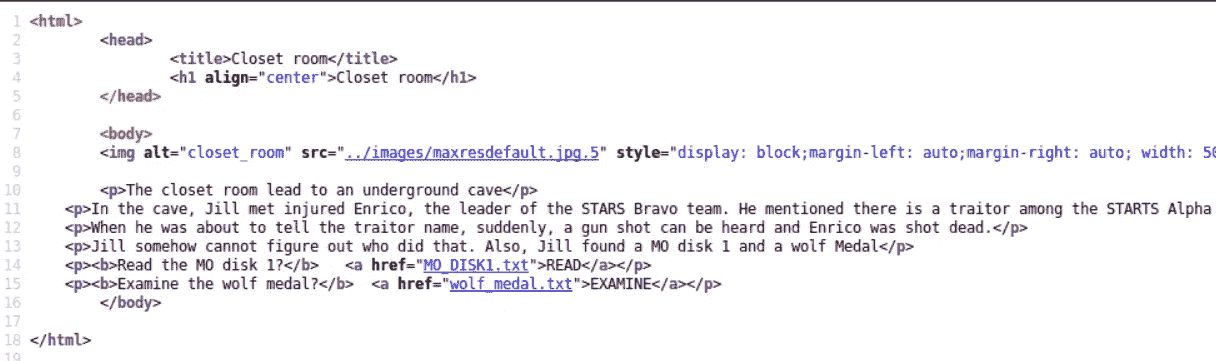 1 <html>
2 <head>
3 <title>Closet room</title>
4 <h1 align="center">Closet room</h1>
5 </head>
6
7 <body>
8 <img alt="closet_room" src="../images/maxresdefault.jpg.5" style="display: block;margin-left: auto;margin-right: auto; width: 50
9
10 <p>The closet room lead to an underground cave</p>
11 <p>In the cave, Jill met injured Enrico, the leader of the STARS Bravo team. He mentioned there is a traitor among the STARTS Alpha
12 <p>When he was about to tell the traitor name, suddenly, a gun shot can be heard and Enrico was shot dead.</p>
13 <p>Jill somehow cannot figure out who did that. Also, Jill found a MO disk 1 and a wolf Medal</p>
14 <p><b>Read the MO disk 1?</b> <a href="MO_DISK1.txt">READ</a></p>
15 <p><b>Examine the wolf medal?</b> <a href="wolf_medal.txt">EXAMINE</a></p>
16 </body>
17
18 </html>
19